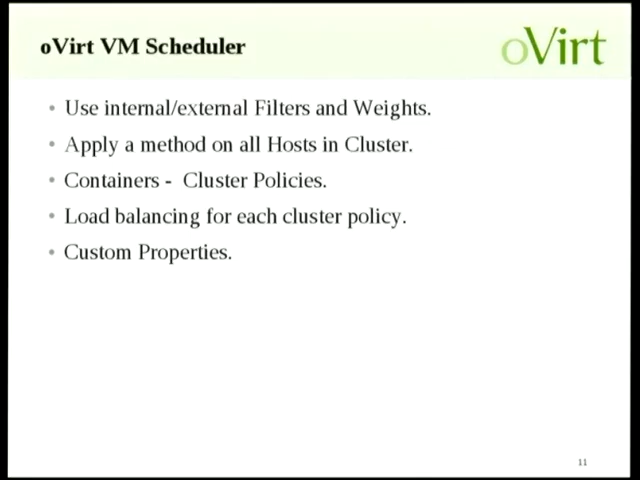 oVirt VM Scheduler
oVirt
• Use internal/external Filters and Weights.
• Apply a method on all Hosts in Cluster.
• Containers - Cluster Policies.
• Load balancing for each cluster policy.
• Custom Properties.
11